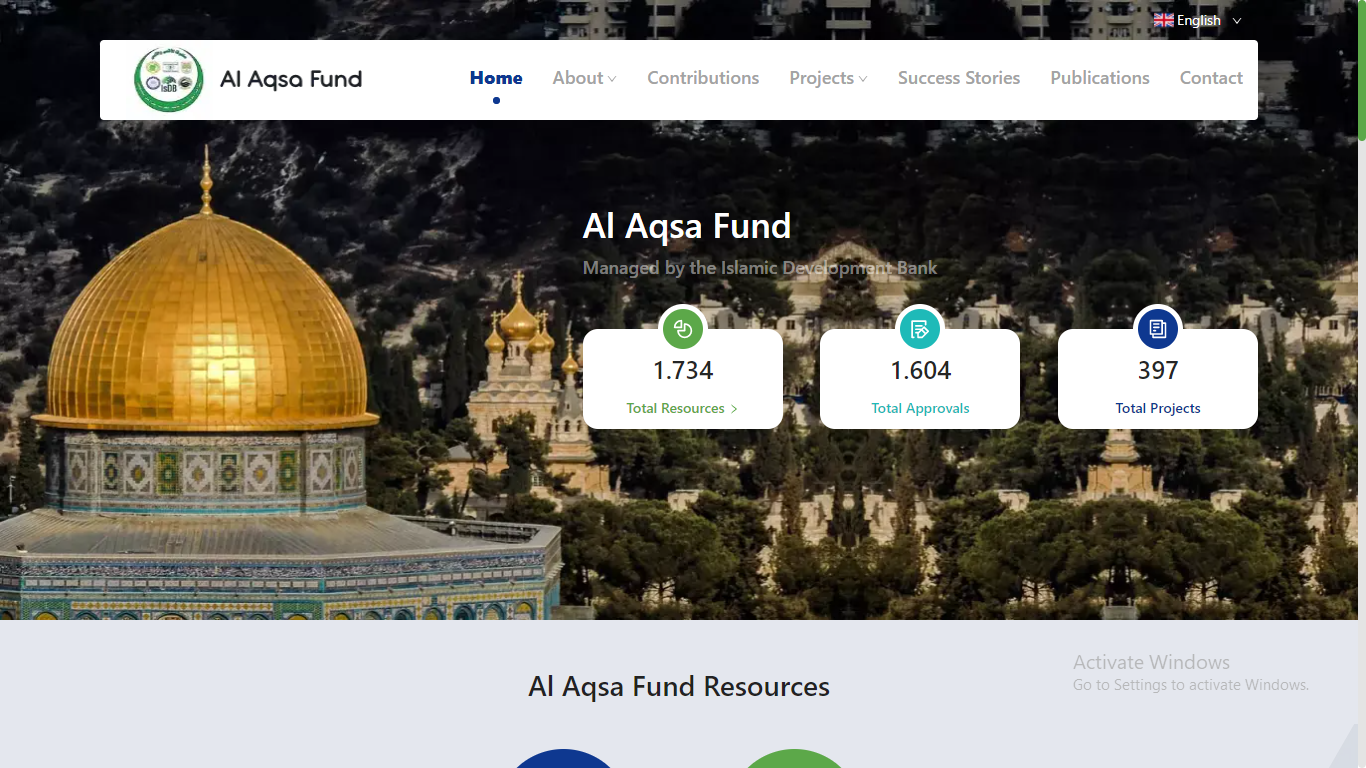 English
IsDB
Al Aqsa Fund
Home
About
Contributions
Projects
Success Stories
Publications
Contact
Al Aqsa Fund
Managed by the Islamic Development Bank
1.734
Total Resources
1.604
Total Approvals
397
Total Projects
Activate Windows
Go to Settings to activate Windows.
Al Aqsa Fund Resources